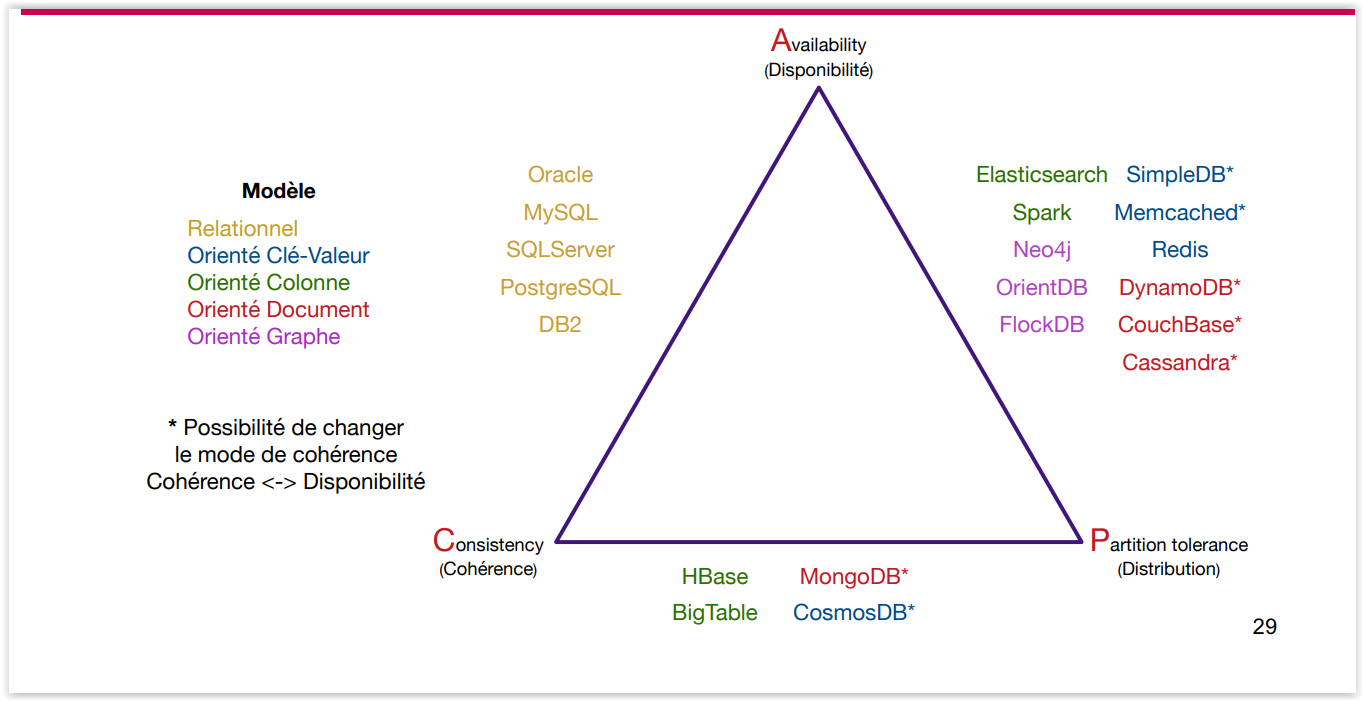 Availability
(Disponibilité)
Modèle
Relationnel
Orienté Clé-Valeur
Orienté Colonne
Orienté Document
Orienté Graphe
* Possibilité de changer
le mode de cohérence
Cohérence <-> Disponibilité
Oracle
MySQL
SQLServer
PostgreSQL
DB2
Elasticsearch
Spark
Neo4j
OrientDB
FlockDB
SimpleDB*
Memcached*
Redis
DynamoDB*
CouchBase*
Cassandra*
Consistency
(Cohérence)
Partition tolerance
(Distribution)
HBase
BigTable
MongoDB*
CosmosDB*
29